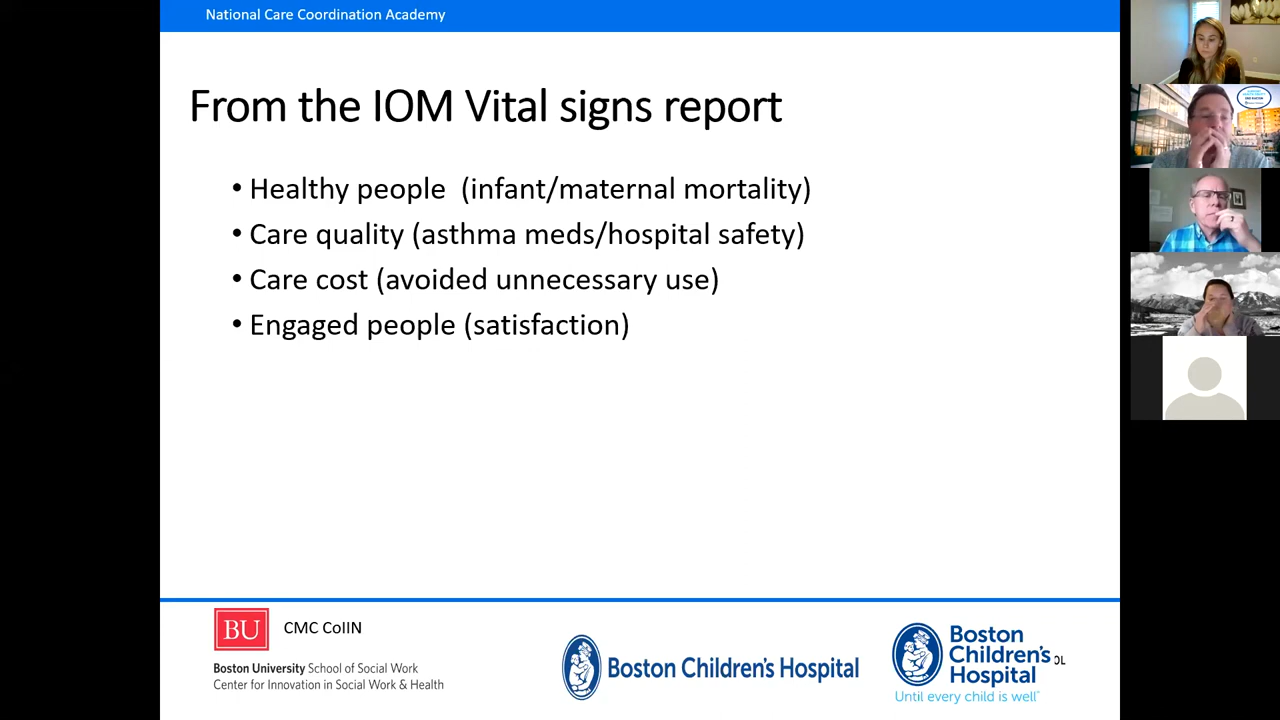 National Care Coordination Academy
From the IOM Vital signs report
• Healthy people (infant/maternal mortality)
• Care quality (asthma meds/hospital safety)
• Care cost (avoided unnecessary use)
• Engaged people (satisfaction)
BU
CMC CoIIN
Boston University School of Social Work
Center for Innovation in Social Work & Health
Boston Children's Hospital
Boston
Children's
Hospital
Until every child is well
OL